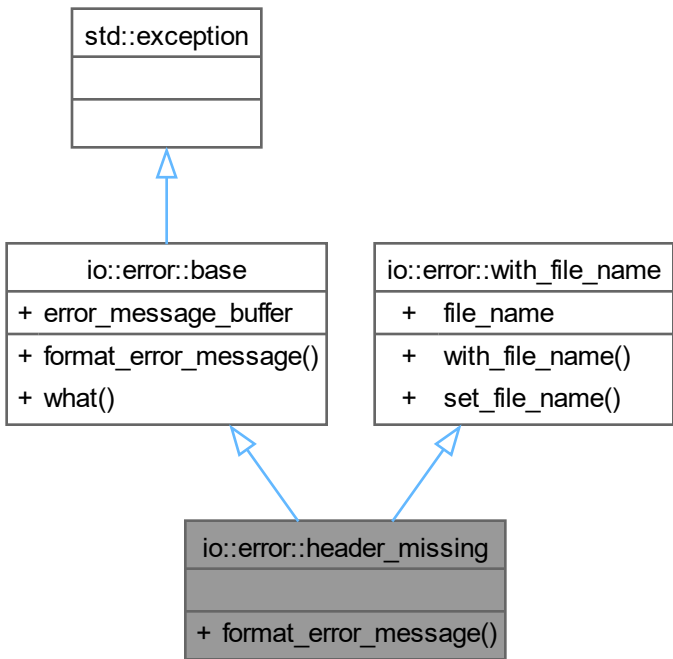 std::exception
io::error::base
+ error_message_buffer
+ format_error_message()
+ what()
io::error::with_file_name
+ file_name
+ with_file_name()
+ set_file_name()
io::error::header_missing
+ format_error_message()